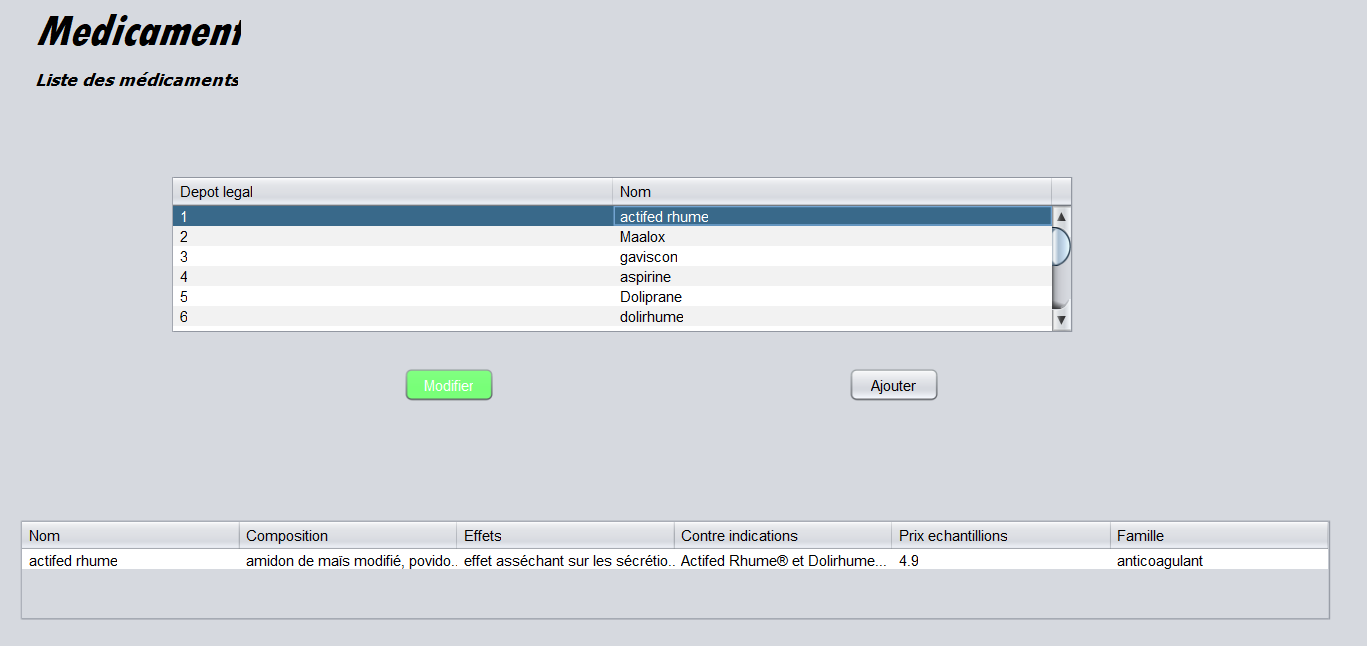 Medicament
Liste des médicaments
Depot legal Nom
1 actifed rhume
2 Maalox
3 gaviscon
4 aspirine
5 Doliprane
6 dolirhume
Modifier Ajouter
Nom Composition Effets Contre indications Prix echantillions Famille
actifed rhume amidon de maïs modifié, povido.. effet asséchant sur les sécrétio.. Actifed Rhume® et Dolirhume... 4.9 anticoagulant